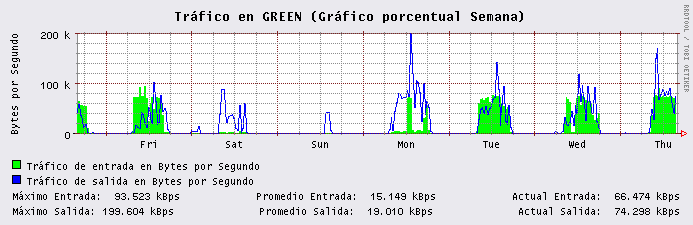 Tráfico en GREEN (Gráfico porcentual Semana)
RRDTOOL / TOBI OETIKER
Bytes por Segundo
200 k
100 k
0
Fri Sat Sun Mon Tue Wed Thu
Tráfico de entrada en Bytes por Segundo
Tráfico de salida en Bytes por Segundo
Máximo Entrada: 93.523 kBps Promedio Entrada: 15.149 kBps Actual Entrada: 66.474 kBps
Máximo Salida: 199.604 kBps Promedio Salida: 19.010 kBps Actual Salida: 74.298 kBps